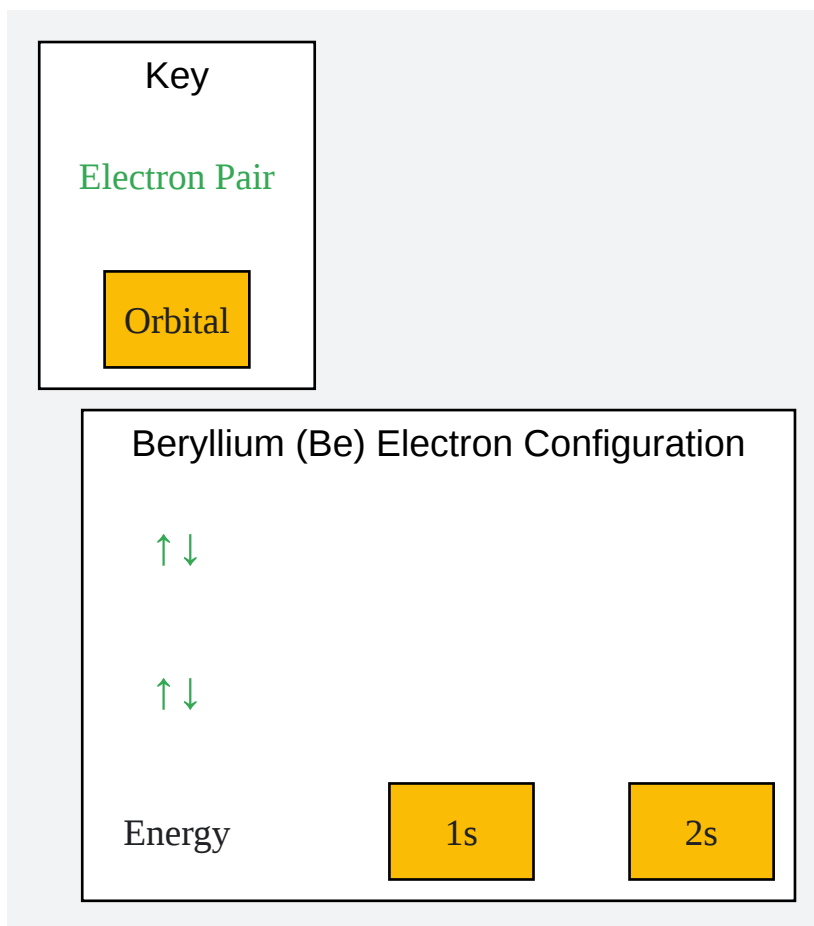 Key
Electron Pair
Orbital
Beryllium (Be) Electron Configuration
↑↓
↑↓
Energy 1s 2s